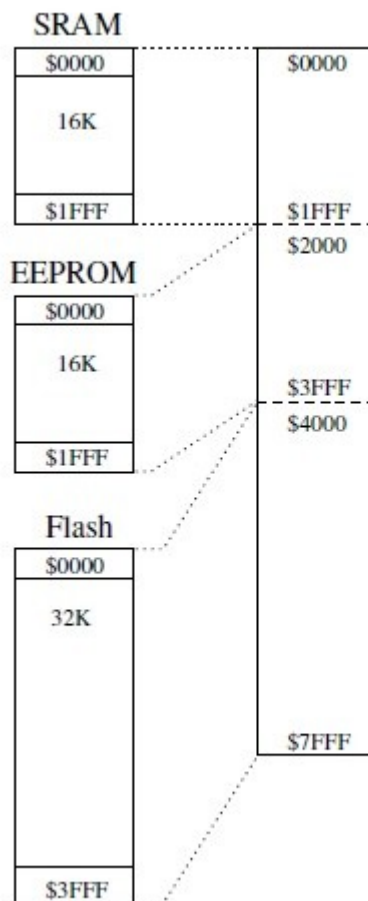 SRAM
$0000
16K
$1FFF
EEPROM
$0000
16K
$1FFF
Flash
$0000
32K
$3FFF
$0000
$1FFF
$2000
$3FFF
$4000
$7FFF